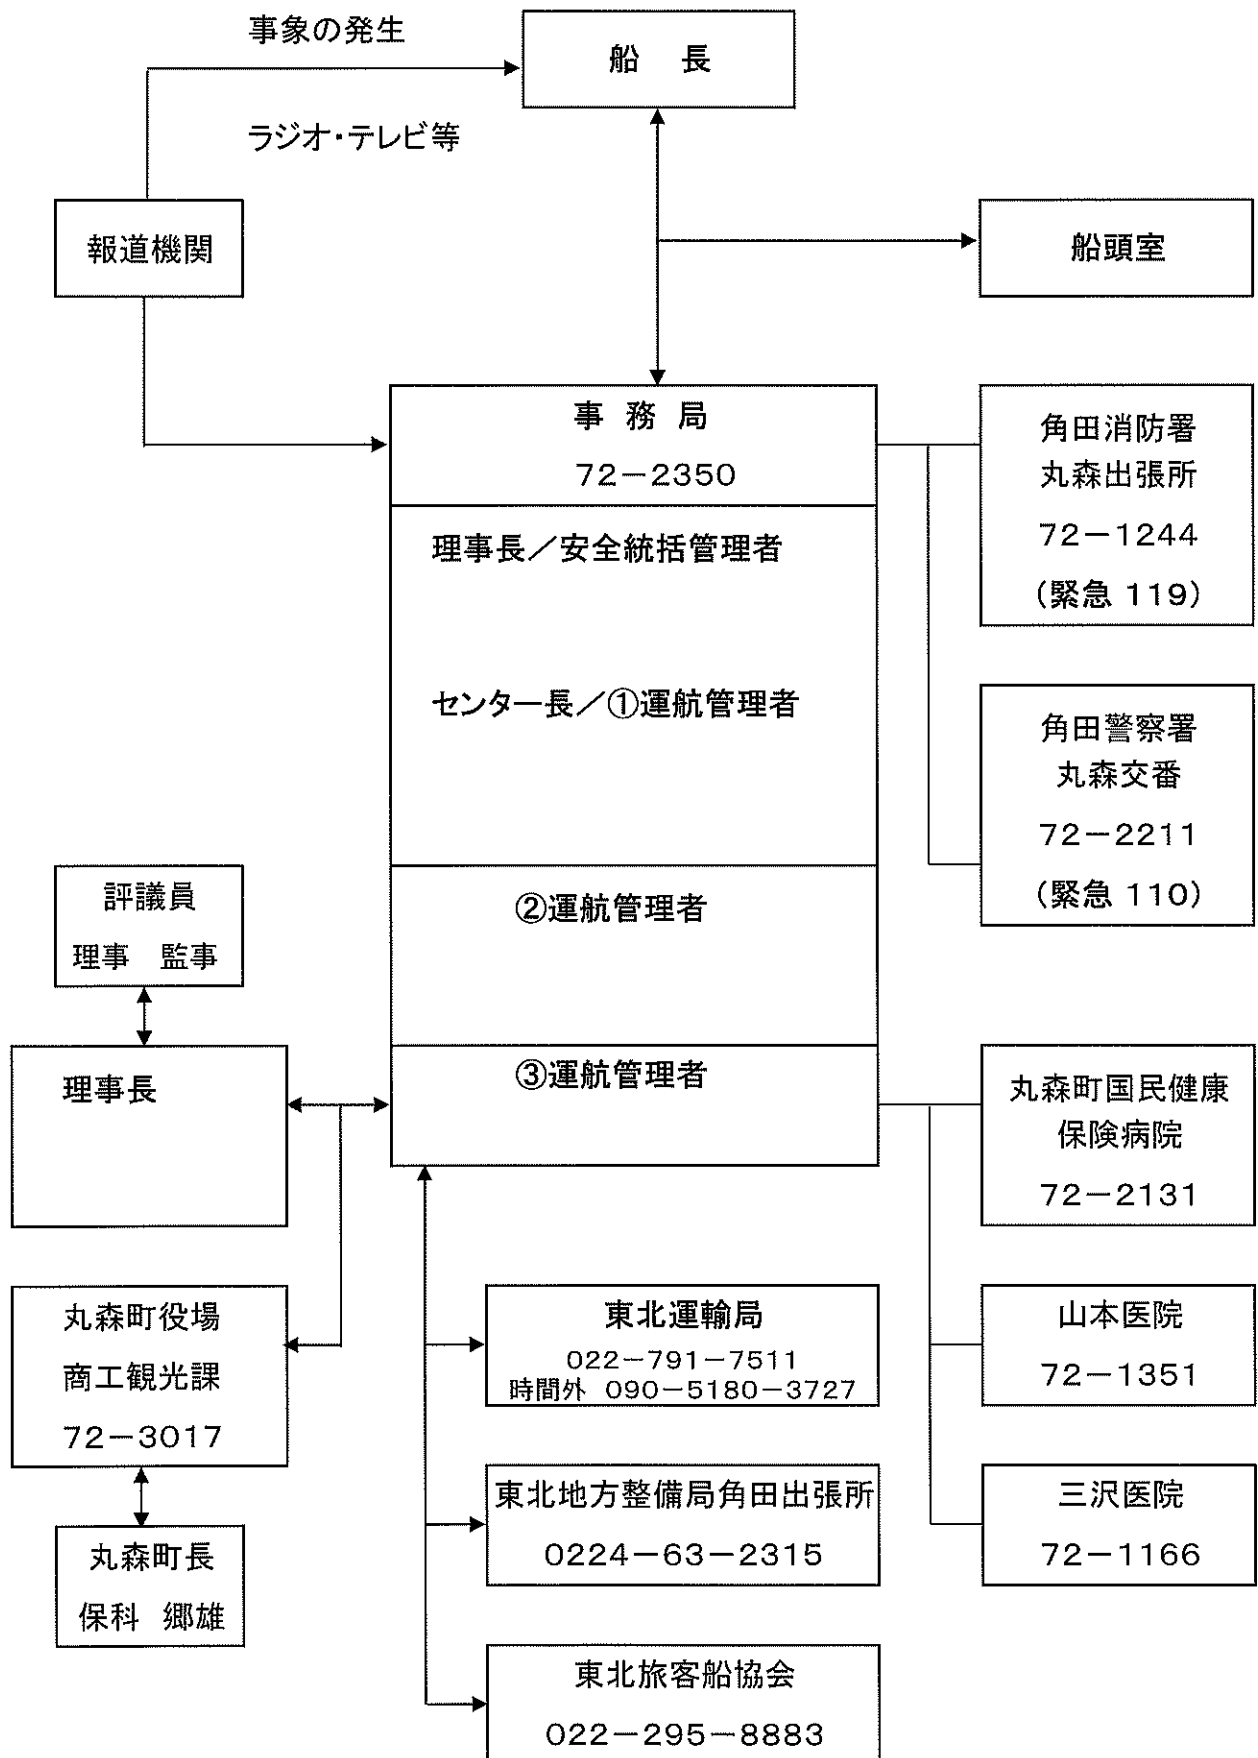 事象の発生
船　長
ラジオ・テレビ等
報道機関
船頭室
事 務 局
72－2350
理事長／安全統括管理者
センター長／①運航管理者
②運航管理者
③運航管理者
角田消防署
丸森出張所
72－1244
(緊急 119)
角田警察署
丸森交番
72－2211
(緊急 110)
評議員
理事　監事
理事長
丸森町役場
商工観光課
72－3017
丸森町長
保科　郷雄
東北運輸局
022－791－7511
時間外 090－5180－3727
東北地方整備局角田出張所
0224－63－2315
東北旅客船協会
022－295－8883
丸森町国民健康
保険病院
72－2131
山本医院
72－1351
三沢医院
72－1166